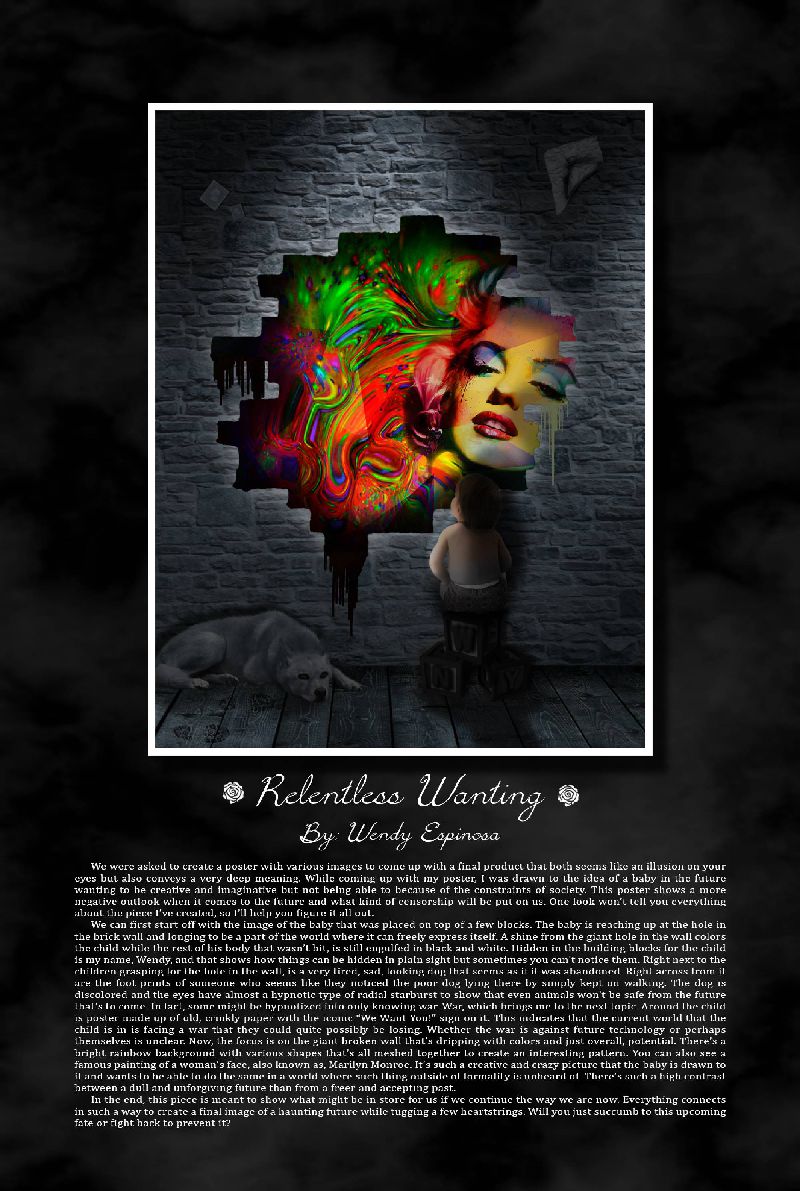 W
N Y
Relentless Wanting
By: Wendy Espinosa
We were asked to create a poster with various images to come up with a final product that both seems like an illusion on your
eyes but also conveys a very deep meaning. While coming up with my poster, I was drawn to the idea of a baby in the future
wanting to be creative and imaginative but not being able to because of the constraints of society. This poster shows a more
negative outlook when it comes to the future and what kind of censorship will be put on us. One look won't tell you everything
about the piece I've created, so I'll help you figure it all out.
We can first start off with the image of the baby that was placed on top of a few blocks. The baby is reaching up at the hole in
the brick wall and longing to be a part of the world where it can freely express itself. A shine from the giant hole in the wall colors
the child while the rest of his body that wasn't hit, is still engulfed in black and white. Hidden in the building blocks for the child
is my name, Wendy, and that shows how things can be hidden in plain sight but sometimes you can't notice them. Right next to the
children grasping for the hole in the wall, is a very tired, sad, looking dog that seems as if it was abandoned. Right across from it
are the foot prints of someone who seems like they noticed the poor dog lying there by simply kept on walking. The dog is
discolored and the eyes have almost a hypnotic type of radial starburst to show that even animals won't be safe from the future
that's to come. In fact, some might be hypnotized into only knowing war. War, which brings me to the next topic. Around the child
is poster made up of old, crinkly paper with the iconic "We Want You!" sign on it. This indicates that the current world that the
child is in is facing a war that they could quite possibly be losing. Whether the war is against future technology or perhaps
themselves is unclear. Now, the focus is on the giant broken wall that's dripping with colors and just overall, potential. There's a
bright rainbow background with various shapes that's all meshed together to create an interesting pattern. You can also see a
famous painting of a woman's face, also known as, Marilyn Monroe. It's such a creative and crazy picture that the baby is drawn to
it and wants to be able to do the same in a world where such thing outside of formality is unheard of. There's such a high contrast
between a dull and unforgiving future than from a freer and accepting past.
In the end, this piece is meant to show what might be in store for us if we continue the way we are now. Everything connects
in such a way to create a final image of a haunting future while tugging a few heartstrings. Will you just succumb to this upcoming
fate or fight back to prevent it?